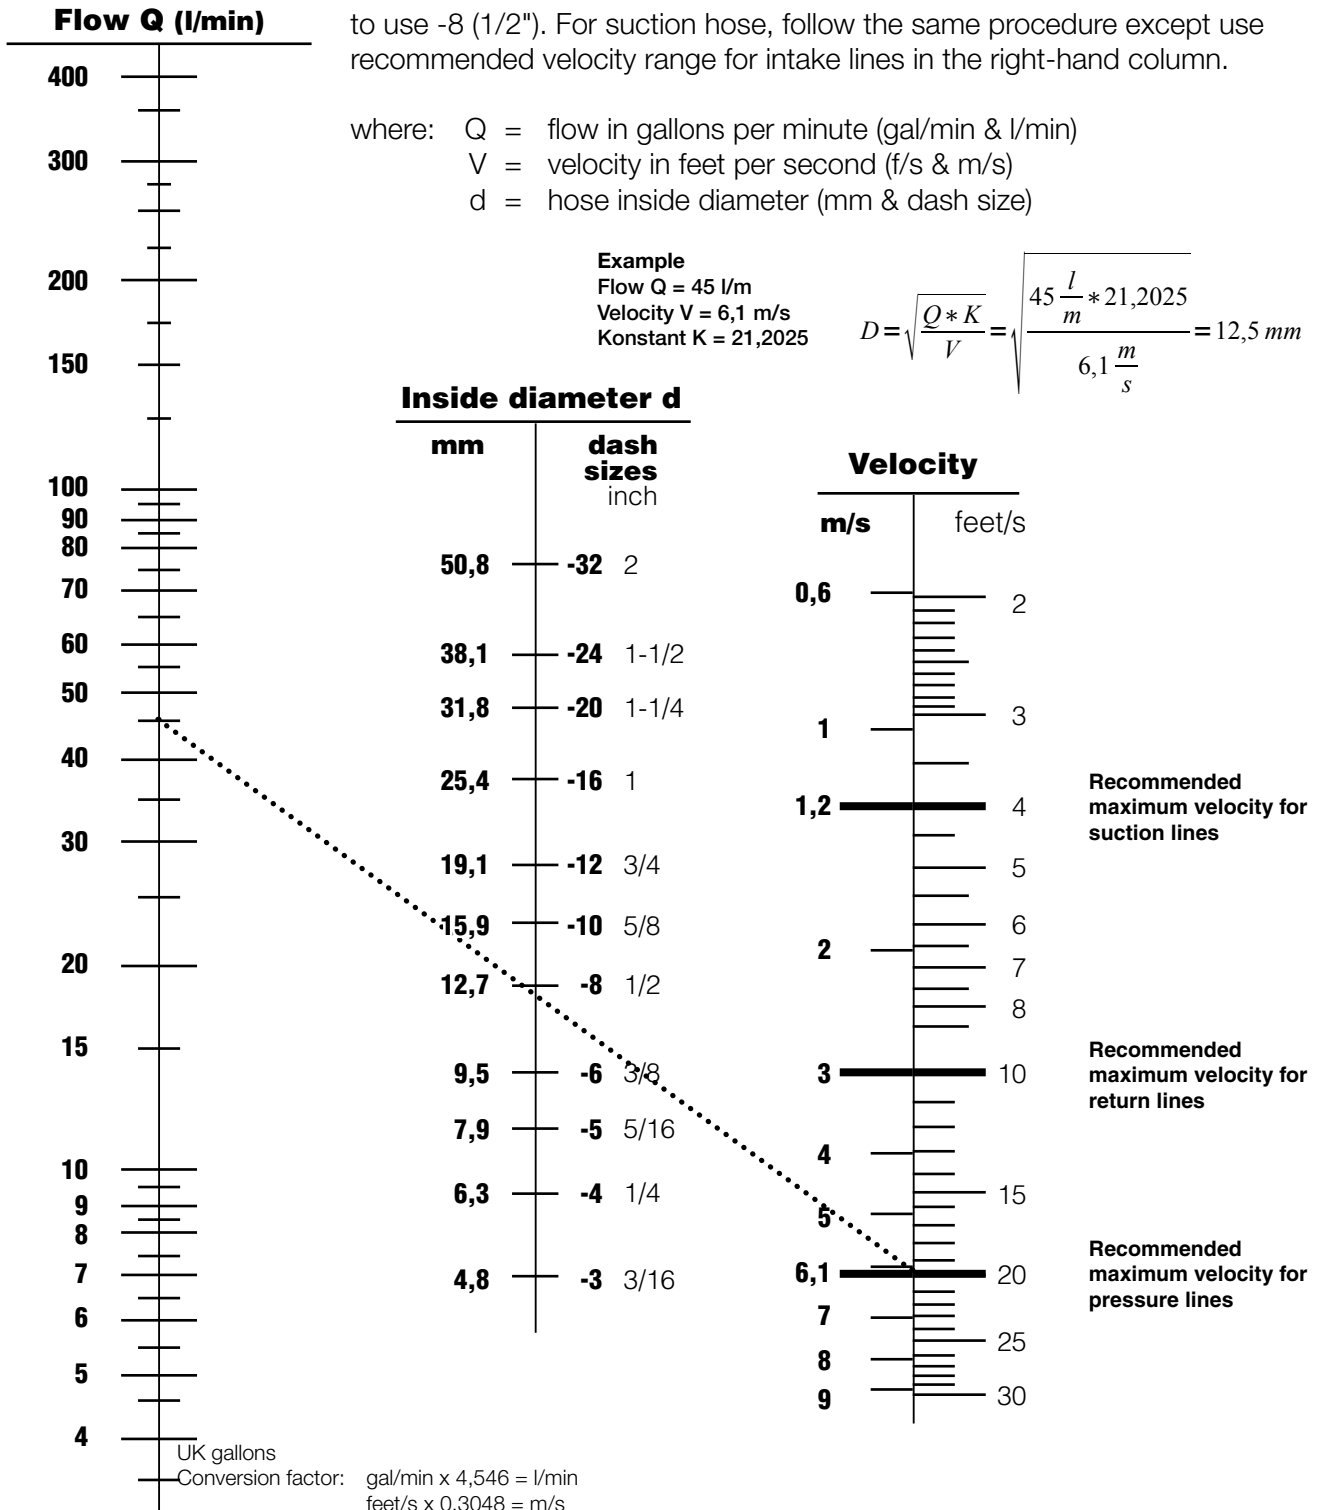 Flow Q (l/min)
to use -8 (1/2"). For suction hose, follow the same procedure except use
recommended velocity range for intake lines in the right-hand column.
where: Q = flow in gallons per minute (gal/min & l/min)
V = velocity in feet per second (f/s & m/s)
d = hose inside diameter (mm & dash size)
Example
Flow Q = 45 l/m
Velocity V = 6,1 m/s
Konstant K = 21,2025
D = √(Q * K / V) = √(45 l/m * 21,2025 / 6,1 m/s) = 12,5 mm
400
300
200
150
100
90
80
70
60
50
40
30
20
15
10
9
8
7
6
5
4
Inside diameter d
mm dash sizes
inch
50,8 -32 2
38,1 -24 1-1/2
31,8 -20 1-1/4
25,4 -16 1
19,1 -12 3/4
15,9 -10 5/8
12,7 -8 1/2
9,5 -6 3/8
7,9 -5 5/16
6,3 -4 1/4
4,8 -3 3/16
Velocity
m/s feet/s
0,6
1
1,2
2
3
4
5
6,1
7
8
9
2
3
4
5
6
7
8
10
15
20
25
30
Recommended
maximum velocity for
suction lines
Recommended
maximum velocity for
return lines
Recommended
maximum velocity for
pressure lines
UK gallons
Conversion factor: gal/min x 4,546 = l/min
feet/s x 0,3048 = m/s